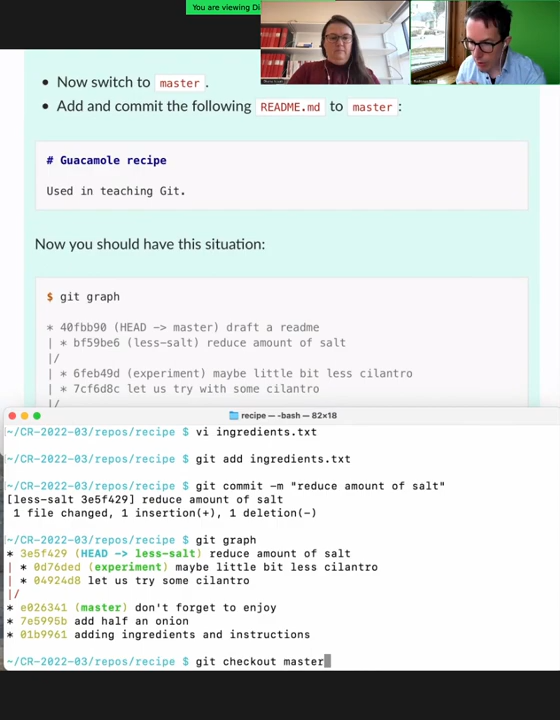 You are viewing Di
• Now switch to master.
• Add and commit the following README.md to master:
# Guacamole recipe
Used in teaching Git.
Now you should have this situation:
$ git graph
* 40fbb90 (HEAD -> master) draft a readme
| * bf59be6 (less-salt) reduce amount of salt
|/
| * 6feb49d (experiment) maybe little bit less cilantro
| * 7cf6d8c let us try with some cilantro
|/
recipe — -bash — 82×18
~/CR-2022-03/repos/recipe $ vi ingredients.txt
~/CR-2022-03/repos/recipe $ git add ingredients.txt
~/CR-2022-03/repos/recipe $ git commit -m "reduce amount of salt"
[less-salt 3e5f429] reduce amount of salt
1 file changed, 1 insertion(+), 1 deletion(-)
~/CR-2022-03/repos/recipe $ git graph
* 3e5f429 (HEAD -> less-salt) reduce amount of salt
| * 0d76ded (experiment) maybe little bit less cilantro
| * 04924d8 let us try some cilantro
|/
* e026341 (master) don't forget to enjoy
* 7e5995b add half an onion
* 01b9961 adding ingredients and instructions
~/CR-2022-03/repos/recipe $ git checkout master